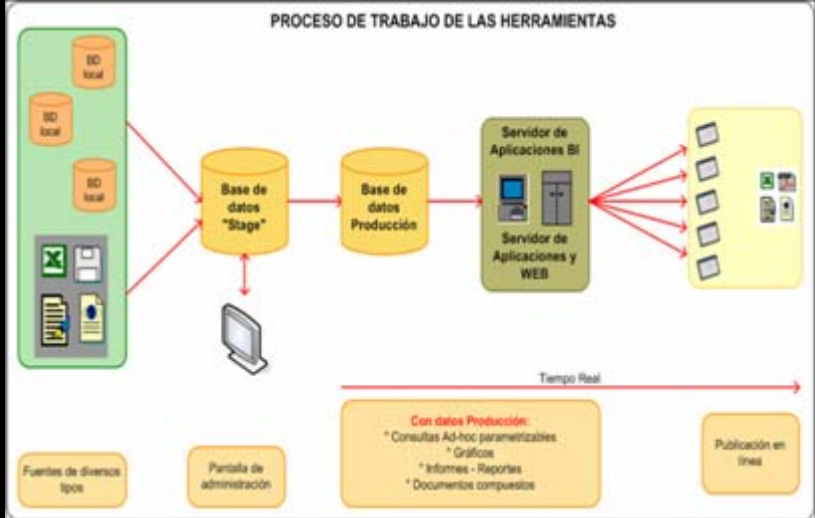 PROCESO DE TRABAJO DE LAS HERRAMIENTAS
BD
local
BD
local
BD
local
Base de
datos
"Stage"
Base de
datos
Producción
Servidor de
Aplicaciones BI
Servidor de
Aplicaciones y
WEB
Tiempo Real
Fuentes de diversos
tipos
Pantalla de
administración
Con datos Producción:
* Consultas Ad-hoc parametrizables
* Gráficos
* Informes - Reportes
* Documentos compuestos
Publicación en
línea